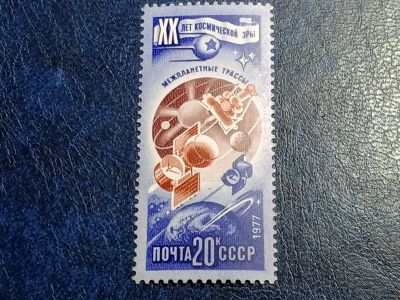 XX
ЛЕТ КОСМИЧЕСКОЙ ЭРЫ
МЕЖПЛАНЕТНЫЕ ТРАССЫ
1977
ПОЧТА 20К СССР